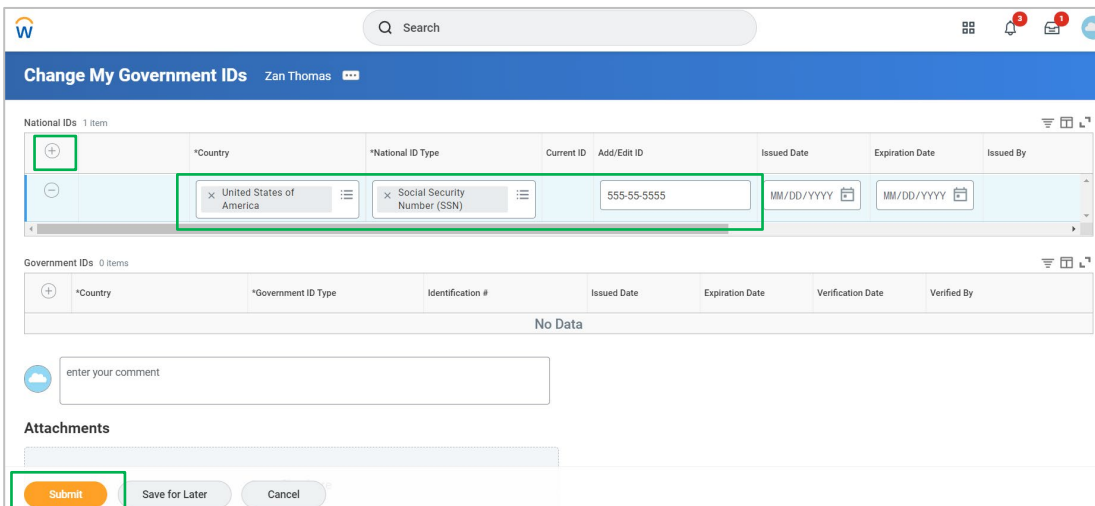 W
Search
3
1
Change My Government IDs Zan Thomas
National IDs 1 item
*Country *National ID Type Current ID Add/Edit ID Issued Date Expiration Date Issued By
× United States of America × Social Security Number (SSN) 555-55-5555 MM/DD/YYYY MM/DD/YYYY
Government IDs 0 items
*Country *Government ID Type Identification # Issued Date Expiration Date Verification Date Verified By
No Data
enter your comment
Attachments
Submit Save for Later Cancel